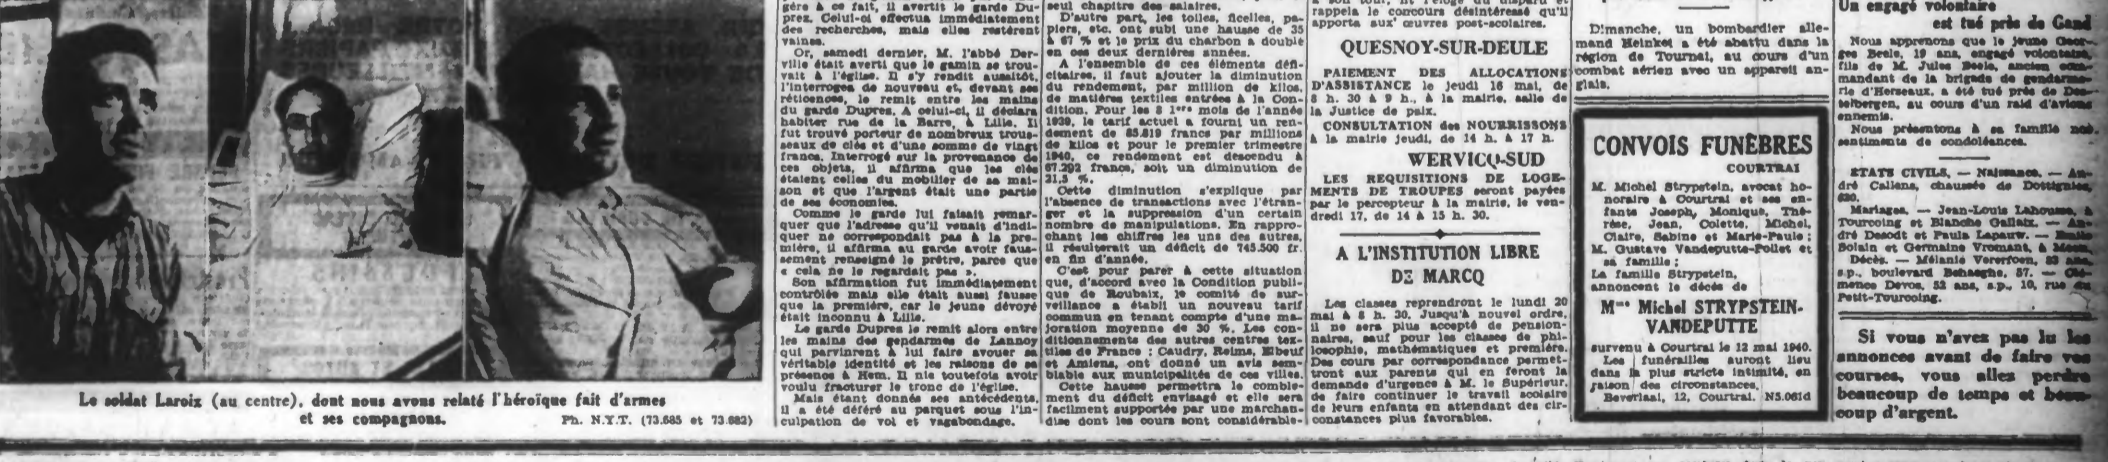 Le soldat Laroix (au centre), dont nous avons relaté l'héroïque fait d'armes
et ses compagnons.
Ph. N.Y.T. (73.685 et 73.683)
gère à ce fait, il avertit le garde Du-
prez. Celui-ci effectua immédiatement
des recherches, mais elles restèrent
vaines.
Or, samedi dernier, M. l'abbé Der-
ville était averti que le gamin se trou-
vait à l'église. Il s'y rendit aussitôt,
l'interrogea de nouveau et, devant ses
réticences, le remit entre les mains
du garde Dupres. A celui-ci, il déclara
habiter rue de la Barre, à Lille. Il
fut trouvé porteur de nombreux trous-
seaux de clés et d'une somme de vingt
francs. Interrogé sur la provenance de
ces objets, il affirma que les clés
étaient celles du mobilier de sa mai-
son et que l'argent était une partie
de ses économies.
Comme le garde lui faisait remar-
quer que l'adresse qu'il venait d'indi-
quer ne correspondait pas à la pre-
mière, affirma au garde avoir faus-
sement renseigné le prêtre, parce que
« cela ne le regardait pas ».
Son affirmation fut immédiatement
contrôlée mais elle était aussi fausse
que la première, car le jeune dévoyé
était inconnu à Lille.
Le garde Dupres le remit alors entre
les mains des gendarmes de Lannoy
qui parvinrent à lui faire avouer sa
véritable identité et les raisons de sa
présence à Hem. Il nie toutefois avoir
voulu fracturer le tronc de l'église.
Mais étant donnés ses antécédents,
il a été déféré au parquet sous l'in-
culpation de vol et vagabondage.
seul chapitre des salaires.
D'autre part, les toiles, ficelles, pa-
piers, etc. ont subi une hausse de 35
à 67 % et le prix du charbon a doublé
en ces deux dernières années.
A l'ensemble de ces éléments défi-
citaires, il faut ajouter la diminution
du rendement, par million de kilos,
de matières textiles entrées à la Con-
dition. Pour les 8 1ers mois de l'année
1939, le tarif actuel a fourni un ren-
dement de 85.819 francs par millions
de kilos et pour le premier trimestre
1940, ce rendement est descendu à
67.292 francs, soit un diminution de
21,5 %.
Cette diminution s'explique par
l'absence de transactions avec l'étran-
ger et la suppression d'un certain
nombre de manipulations. En rappro-
chant les chiffres les uns des autres,
il résulterait un déficit de 745.500 fr.
en fin d'année.
C'est pour parer à cette situation
que, d'accord avec la Condition publi-
que de Roubaix, le comité de sur-
veillance a établi un nouveau tarif
commun en tenant compte d'une ma-
joration moyenne de 30 %. Les con-
ditionnements des autres centres tex-
tiles de France : Caudry, Reims, Elbeuf
et Amiens, ont donné un avis sem-
blable aux municipalités de ces villes.
Cette hausse permettra le comble-
ment du déficit envisagé et elle sera
facilment supportée par une marchan-
dise dont les cours sont considérable-
rappela le concours désintéressé qu'il
apporta aux œuvres post-scolaires.
QUESNOY-SUR-DEULE
PAIEMENT DES ALLOCATIONS
D'ASSISTANCE le jeudi 16 mai, de
8 h. 30 à 9 h., à la mairie, salle de
la Justice de paix.
CONSULTATION des NOURRISSONS
à la mairie jeudi, de 14 h. à 17 h.
WERVICQ-SUD
LES REQUISITIONS DE LOGE-
MENTS DE TROUPES seront payées
par le percepteur à la mairie, le ven-
dredi 17, de 14 à 15 h. 30.
A L'INSTITUTION LIBRE
DE MARCQ
Les classes reprendront le lundi 20
mai à 8 h. 30. Jusqu'à nouvel ordre,
il ne sera plus accepté de pension-
naires, sauf pour les classes de phi-
losophie, mathématiques et première.
Des cours par correspondance permet-
tront aux parents qui en feront la
demande d'urgence à M. le Supérieur,
de faire continuer le travail scolaire
de leurs enfants en attendant des cir-
constances plus favorables.
Dimanche, un bombardier alle-
mand Heinkel a été abattu dans la
région de Tournai, au cours d'un
combat aérien avec un appareil an-
glais.
CONVOIS FUNÈBRES
COURTRAI
M. Michel Strypstein, avocat ho-
noraire à Courtrai et ses en-
fants Joseph, Monique, Thé-
rèse, Jean, Colette, Michel,
Claire, Sabine et Marie-Paule ;
M. Gustave Vandeputte-Pollet et
sa famille ;
La famille Strypstein,
annoncent le décès de
Mme Michel STRYPSTEIN-
VANDEPUTTE
survenu à Courtrai le 12 mai 1940.
Les funérailles auront lieu
dans la plus stricte intimité, en
raison des circonstances.
Beverlaai, 12, Courtrai. N5.061d
Un engagé volontaire
est tué près de Gand
Nous apprenons que le jeune Geor-
ges Beele, 19 ans, engagé volontaire,
fils de M. Jules Beele, ancien com-
mandant de la brigade de gendarme-
rie d'Herseaux, a été tué près de Des-
telbergen, au cours d'un raid d'avions
ennemis.
Nous présentons à sa famille nos
sentiments de condoléances.
ETATS CIVILS. — Naissance. — An-
dré Callens, chaussée de Dottignies,
630.
Mariages. — Jean-Louis Lahousse, à
Tourcoing et Blanche Gallaix. — An-
dré Desodt et Paula Lapauw. —
Bolain et Germaine Vromant, à
Décès. — Mélanie Vererfoen, 83 ans,
s.p., boulevard Behaeghe, 57. — Clé-
mence Devos, 52 ans, s.p., 10, rue du
Petit-Tourcoing.
Si vous n'avez pas lu les
annonces avant de faire vos
courses, vous allez perdre
beaucoup de temps et beau-
coup d'argent.